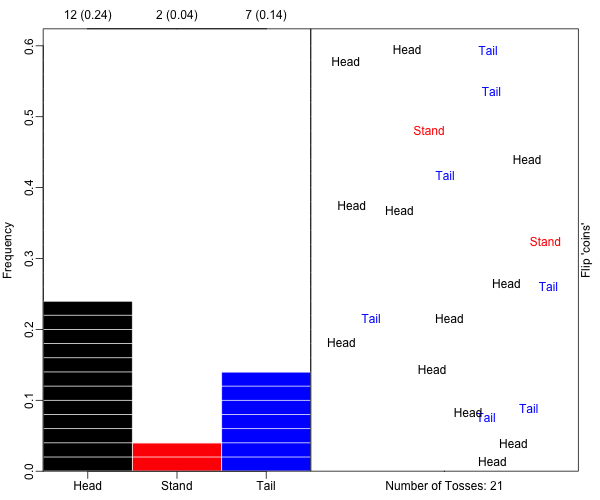 12 (0.24) 2 (0.04) 7 (0.14)
Frequency
0.6
0.5
0.4
0.3
0.2
0.1
0.0
Head Stand Tail
Head Tail
Head
Tail
Stand
Head
Tail
Head
Head
Stand
Head
Tail
Tail Head
Head
Head
Tail
Head
Tail
Head
Head
Flip 'coins'
Number of Tosses: 21